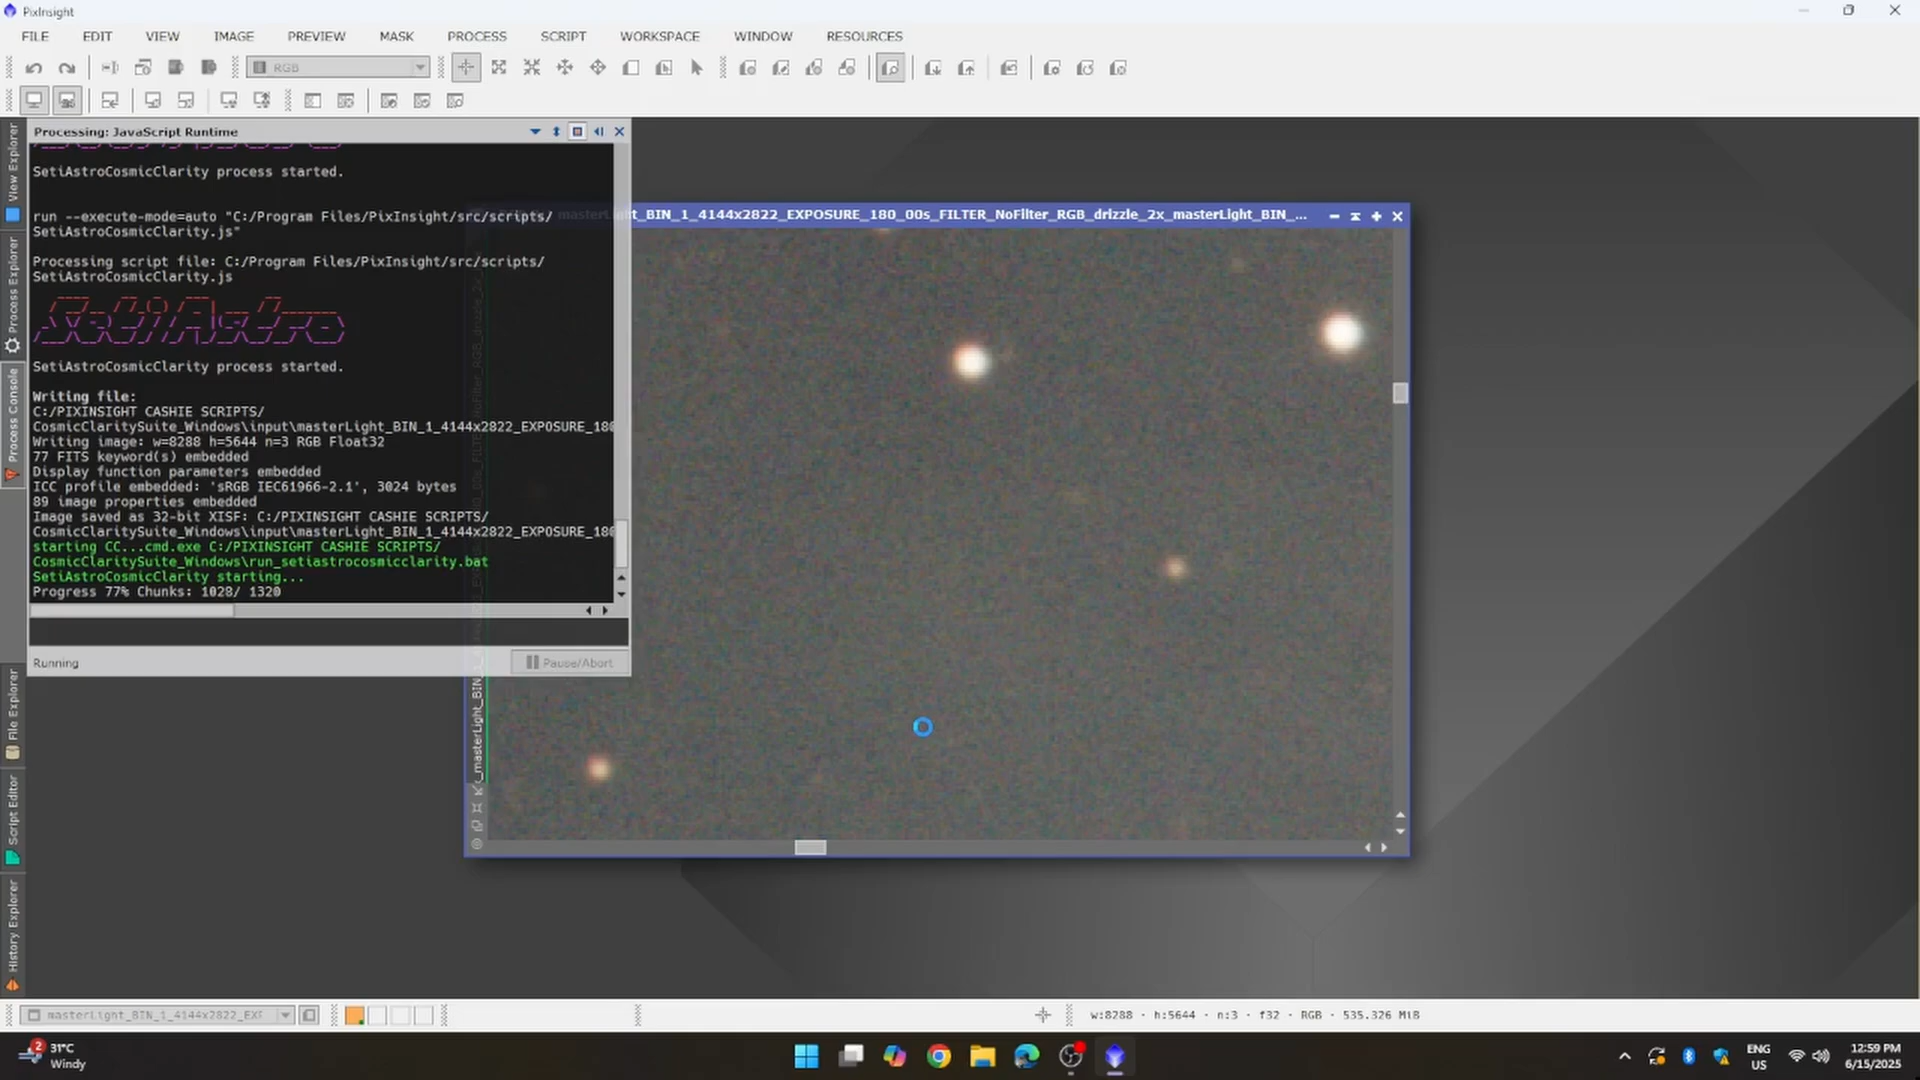 PixInsight
FILE EDIT VIEW IMAGE PREVIEW MASK PROCESS SCRIPT WORKSPACE WINDOW RESOURCES
RGB
Processing: JavaScript Runtime
SetiAstroCosmicClarity process started.
run --execute-mode=auto "C:/Program Files/PixInsight/src/scripts/
SetiAstroCosmicClarity.js"
Processing script file: C:/Program Files/PixInsight/src/scripts/
SetiAstroCosmicClarity.js
SetiAstro
SetiAstroCosmicClarity process started.
Writing file:
C:/PIXINSIGHT CASHIE SCRIPTS/
CosmicClaritySuite_Windows\input\masterLight_BIN_1_4144x2822_EXPOSURE_180
Writing image: w=8288 h=5644 n=3 RGB Float32
77 FITS keyword(s) embedded
Display function parameters embedded
ICC profile embedded: 'sRGB IEC61966-2.1', 3024 bytes
89 image properties embedded
Image saved as 32-bit XISF: C:/PIXINSIGHT CASHIE SCRIPTS/
CosmicClaritySuite_Windows\input\masterLight_BIN_1_4144x2822_EXPOSURE_180
starting CC...cmd.exe C:/PIXINSIGHT CASHIE SCRIPTS/
CosmicClaritySuite_Windows\run_setiastrocosmicclarity.bat
SetiAstroCosmicClarity starting...
Progress 77% Chunks: 1028/ 1320
Running
Pause/Abort
masterLight_BIN_1_4144x2822_EXPOSURE_180_00s_FILTER_NoFilter_RGB_drizzle_2x_masterLight_BIN_...
View Explorer
Process Explorer
Process Console
File Explorer
Script Editor
History Explorer
masterLight_BIN_1_4144x2822_EXF
w:8288 · h:5644 · n:3 · f32 · RGB · 535.326 MiB
2
31°C
Windy
ENG
US
12:59 PM
6/15/2025